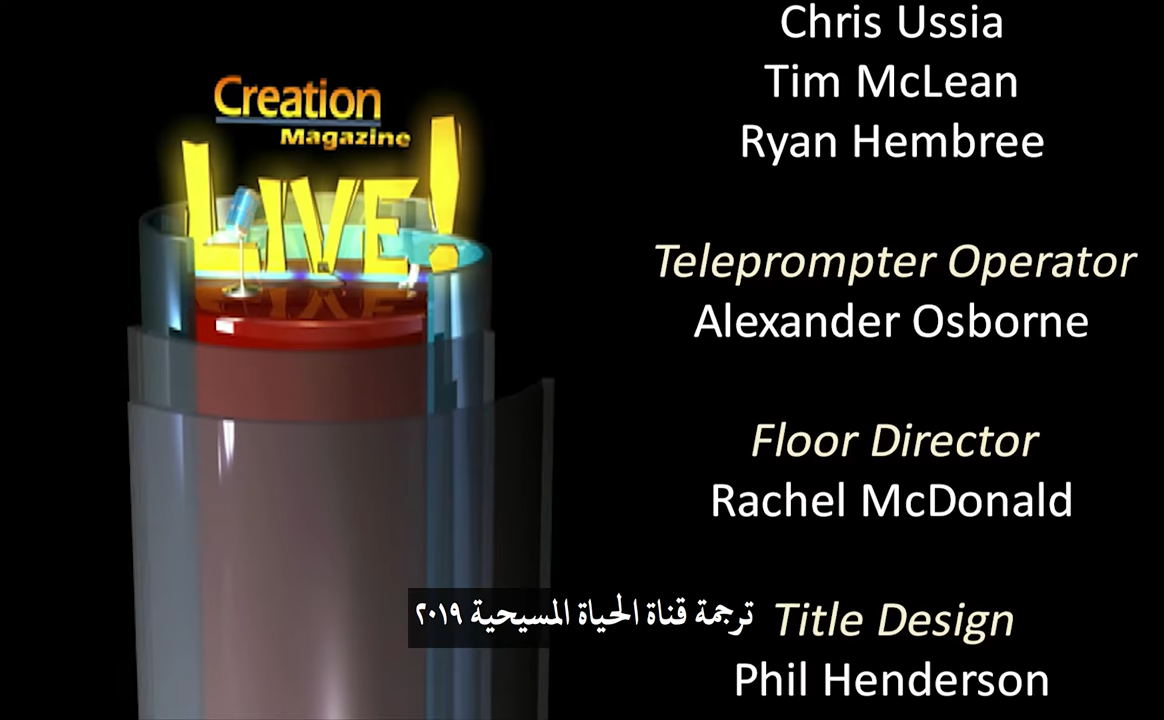 Creation
Magazine
LIVE!
Chris Ussia
Tim McLean
Ryan Hembree
Teleprompter Operator
Alexander Osborne
Floor Director
Rachel McDonald
Title Design
Phil Henderson
ترجمة قناة الحياة المسيحية ٢٠١٩